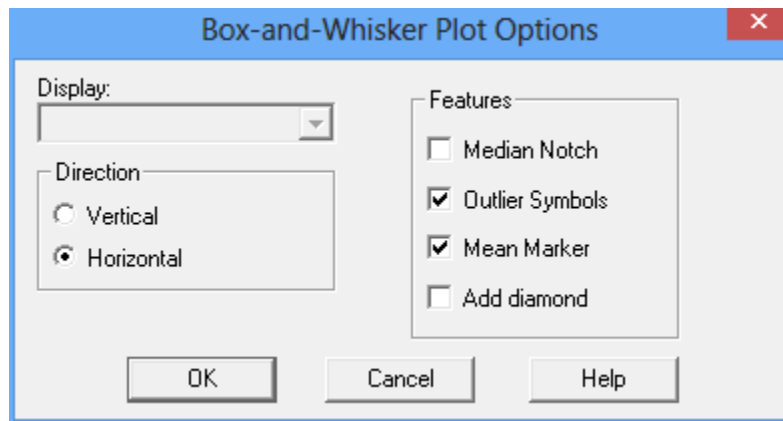 Box-and-Whisker Plot Options
Display:
Direction
Vertical
Horizontal
Features
Median Notch
Outlier Symbols
Mean Marker
Add diamond
OK
Cancel
Help